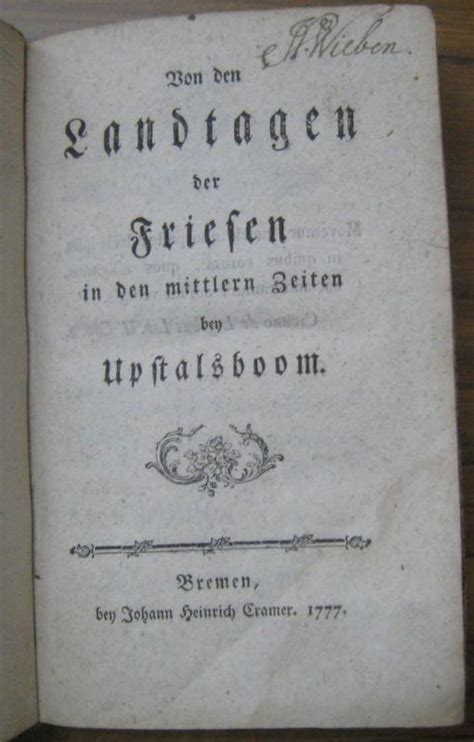 Wieben.
Von den
Landtagen
der
Friesen
in den mittlern Zeiten
bey
Upstalsboom.
Bremen,
bey Johann Heinrich Cramer. 1777.